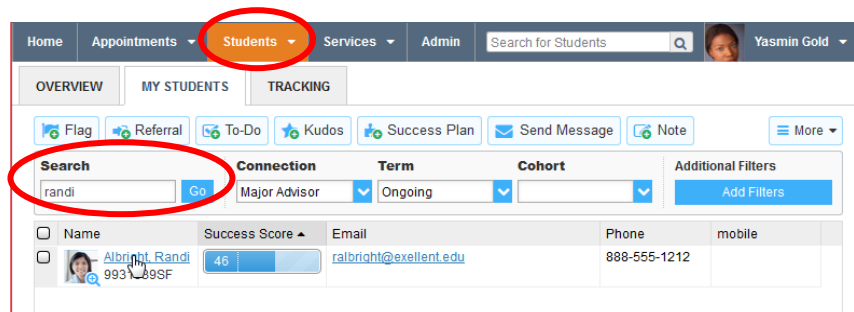 Home Appointments Students Services Admin Search for Students Yasmin Gold
OVERVIEW MY STUDENTS TRACKING
Flag Referral To-Do Kudos Success Plan Send Message Note More
Search Connection Term Cohort Additional Filters
randi Go Major Advisor Ongoing Add Filters
Name Success Score Email Phone mobile
Albright, Randi 46 ralbright@exellent.edu 888-555-1212